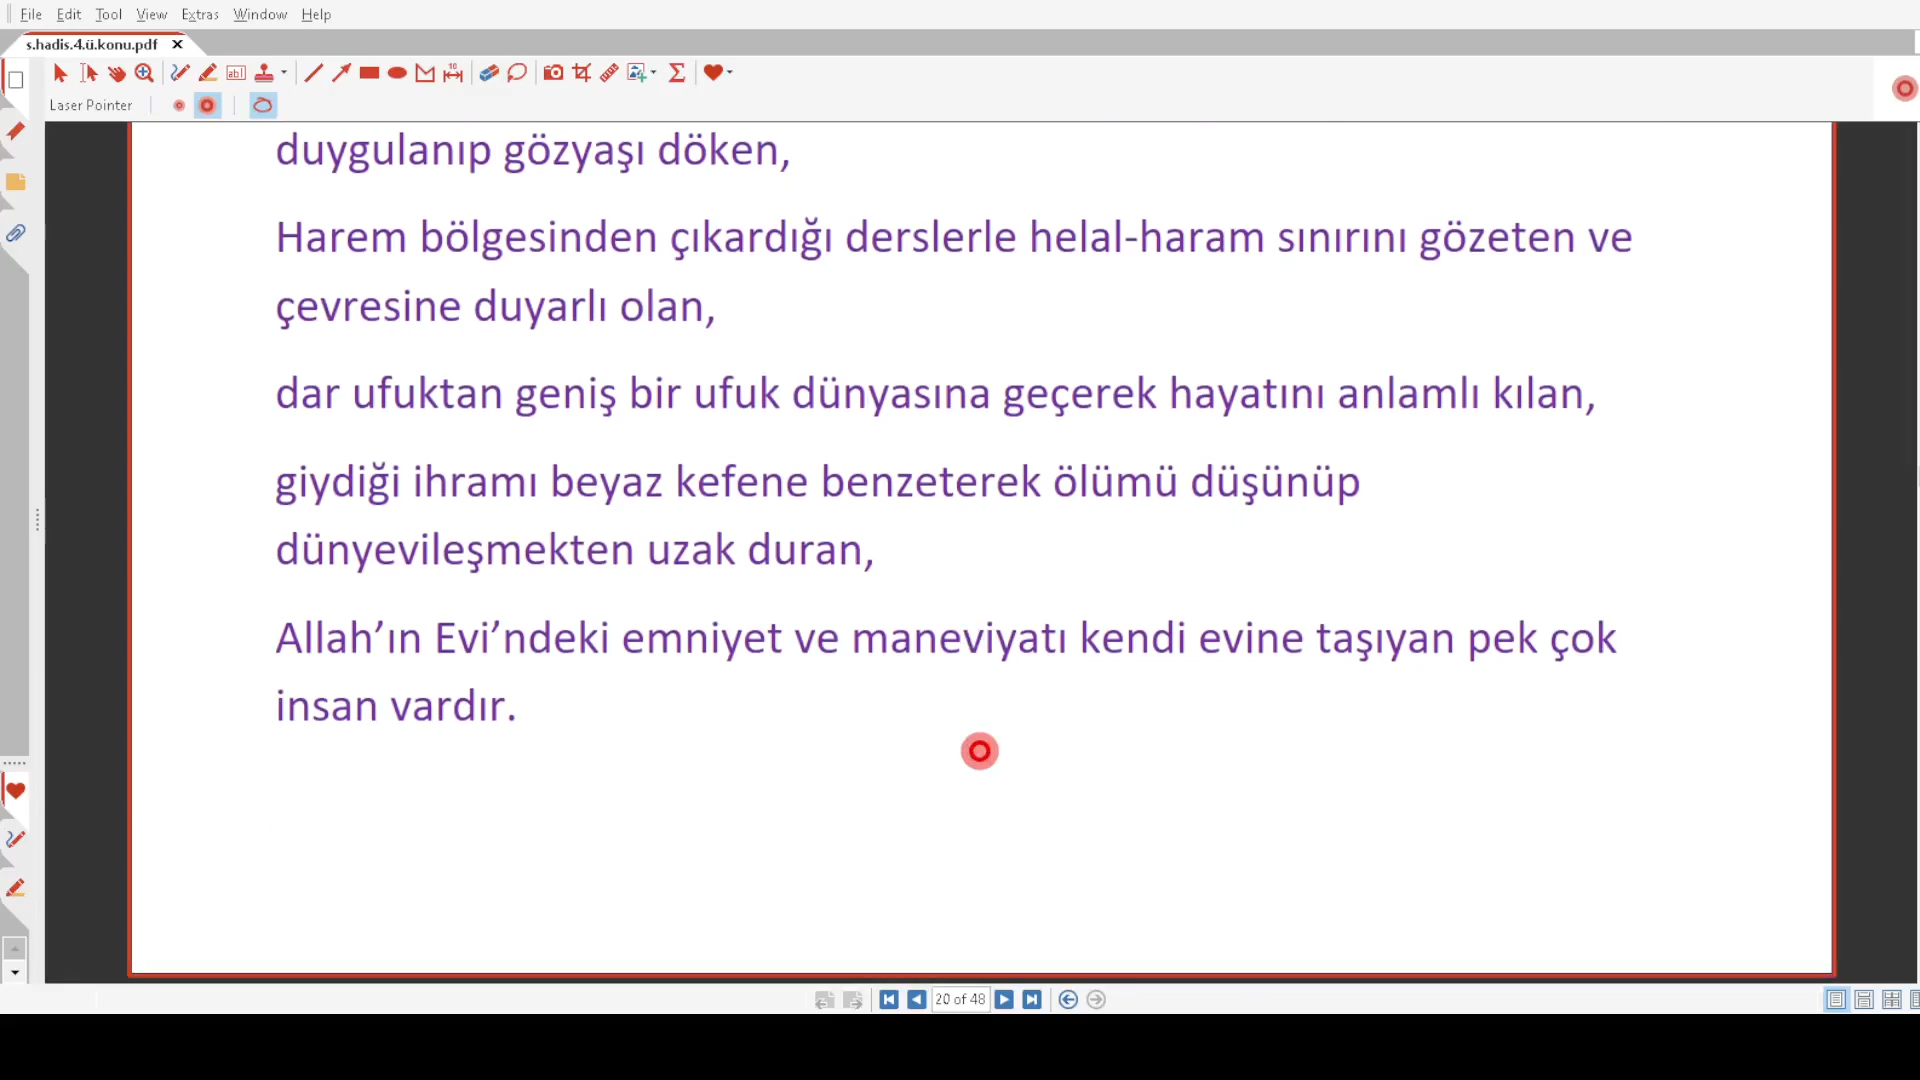 File Edit Tool View Extras Window Help
s.hadis.4.ü.konu.pdf
Laser Pointer
duygulanıp gözyaşı döken,
Harem bölgesinden çıkardığı derslerle helal-haram sınırını gözeten ve
çevresine duyarlı olan,
dar ufuktan geniş bir ufuk dünyasına geçerek hayatını anlamlı kılan,
giydiği ihramı beyaz kefene benzeterek ölümü düşünüp
dünyevileşmekten uzak duran,
Allah’ın Evi’ndeki emniyet ve maneviyatı kendi evine taşıyan pek çok
insan vardır.
20 of 48